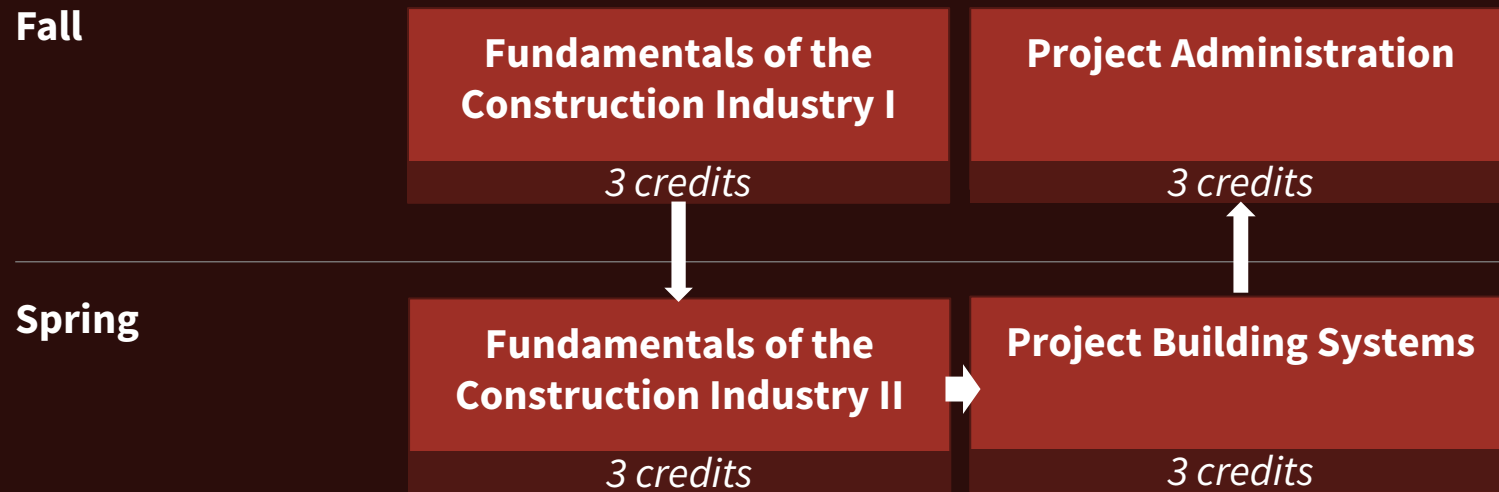 Fall
Fundamentals of the
Construction Industry I
3 credits
Project Administration
3 credits
Spring
Fundamentals of the
Construction Industry II
3 credits
Project Building Systems
3 credits